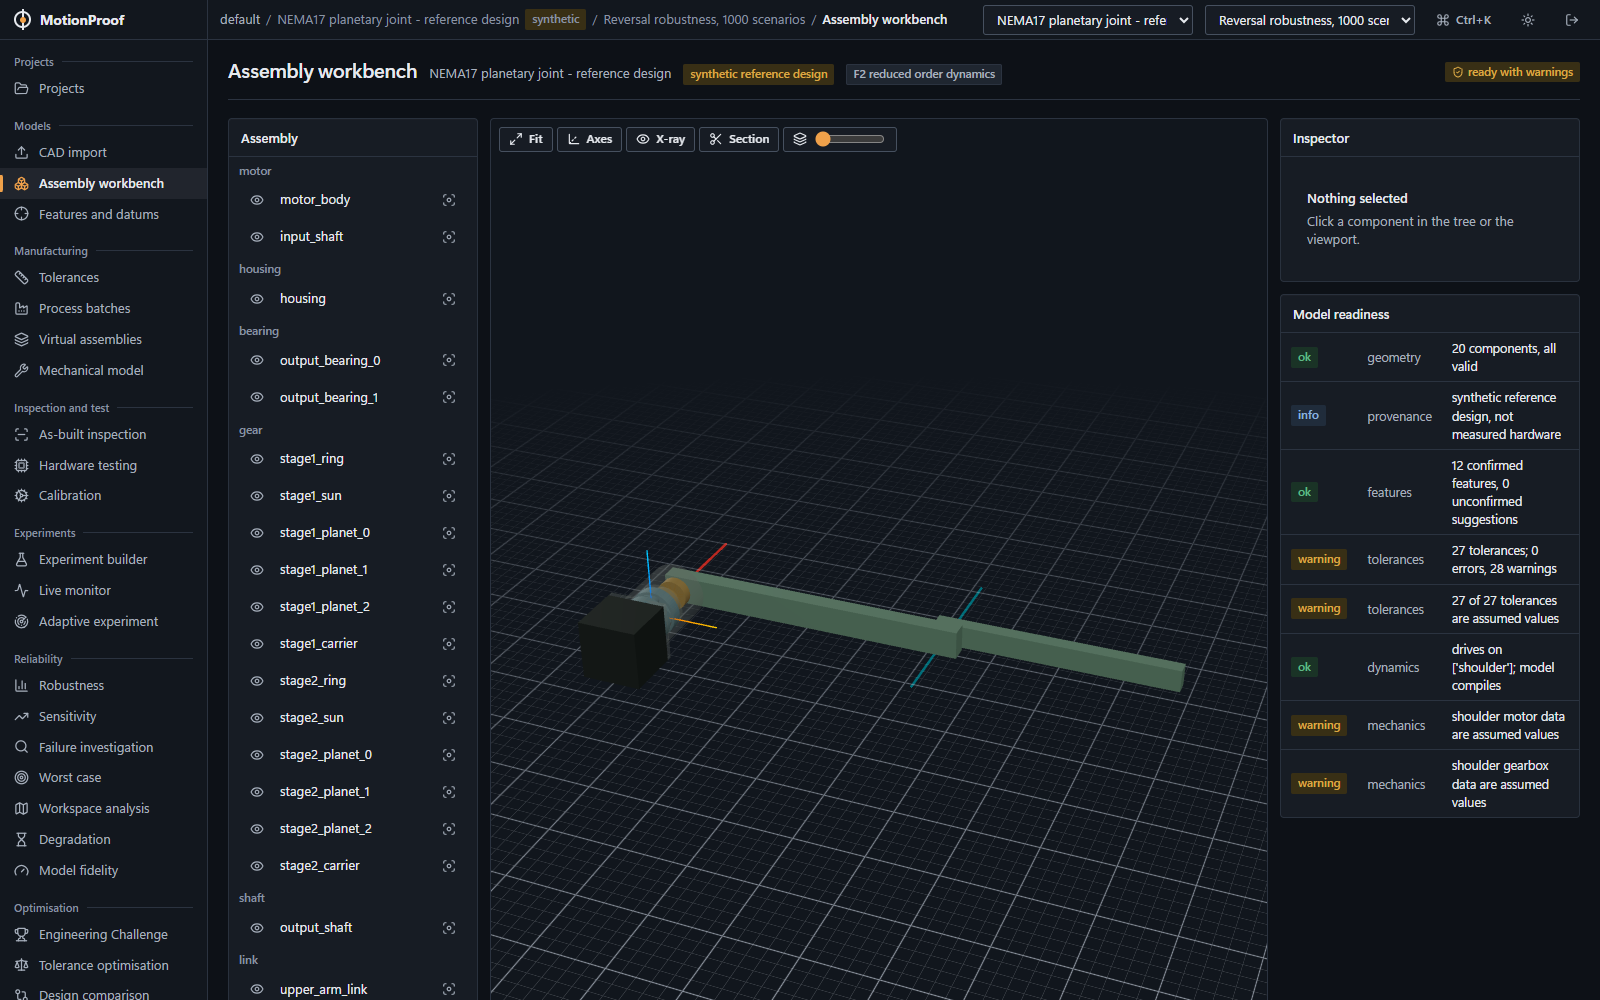 MotionProof
default / NEMA17 planetary joint - reference design synthetic / Reversal robustness, 1000 scenarios / Assembly workbench
NEMA17 planetary joint - refe
Reversal robustness, 1000 scen
Ctrl+K
Projects
Projects
Models
CAD import
Assembly workbench
Features and datums
Manufacturing
Tolerances
Process batches
Virtual assemblies
Mechanical model
Inspection and test
As-built inspection
Hardware testing
Calibration
Experiments
Experiment builder
Live monitor
Adaptive experiment
Reliability
Robustness
Sensitivity
Failure investigation
Worst case
Workspace analysis
Degradation
Model fidelity
Optimisation
Engineering Challenge
Tolerance optimisation
Design comparison
Assembly workbench NEMA17 planetary joint - reference design synthetic reference design F2 reduced order dynamics
ready with warnings
Assembly
motor
motor_body
input_shaft
housing
housing
bearing
output_bearing_0
output_bearing_1
gear
stage1_ring
stage1_sun
stage1_planet_0
stage1_planet_1
stage1_planet_2
stage1_carrier
stage2_ring
stage2_sun
stage2_planet_0
stage2_planet_1
stage2_planet_2
stage2_carrier
shaft
output_shaft
link
upper_arm_link
Fit Axes X-ray Section
Inspector
Nothing selected
Click a component in the tree or the
viewport.
Model readiness
ok geometry 20 components, all
valid
info provenance synthetic reference
design, not
measured hardware
ok features 12 confirmed
features, 0
unconfirmed
suggestions
warning tolerances 27 tolerances; 0
errors, 28 warnings
warning tolerances 27 of 27 tolerances
are assumed values
ok dynamics drives on
['shoulder']; model
compiles
warning mechanics shoulder motor data
are assumed values
warning mechanics shoulder gearbox
data are assumed
values